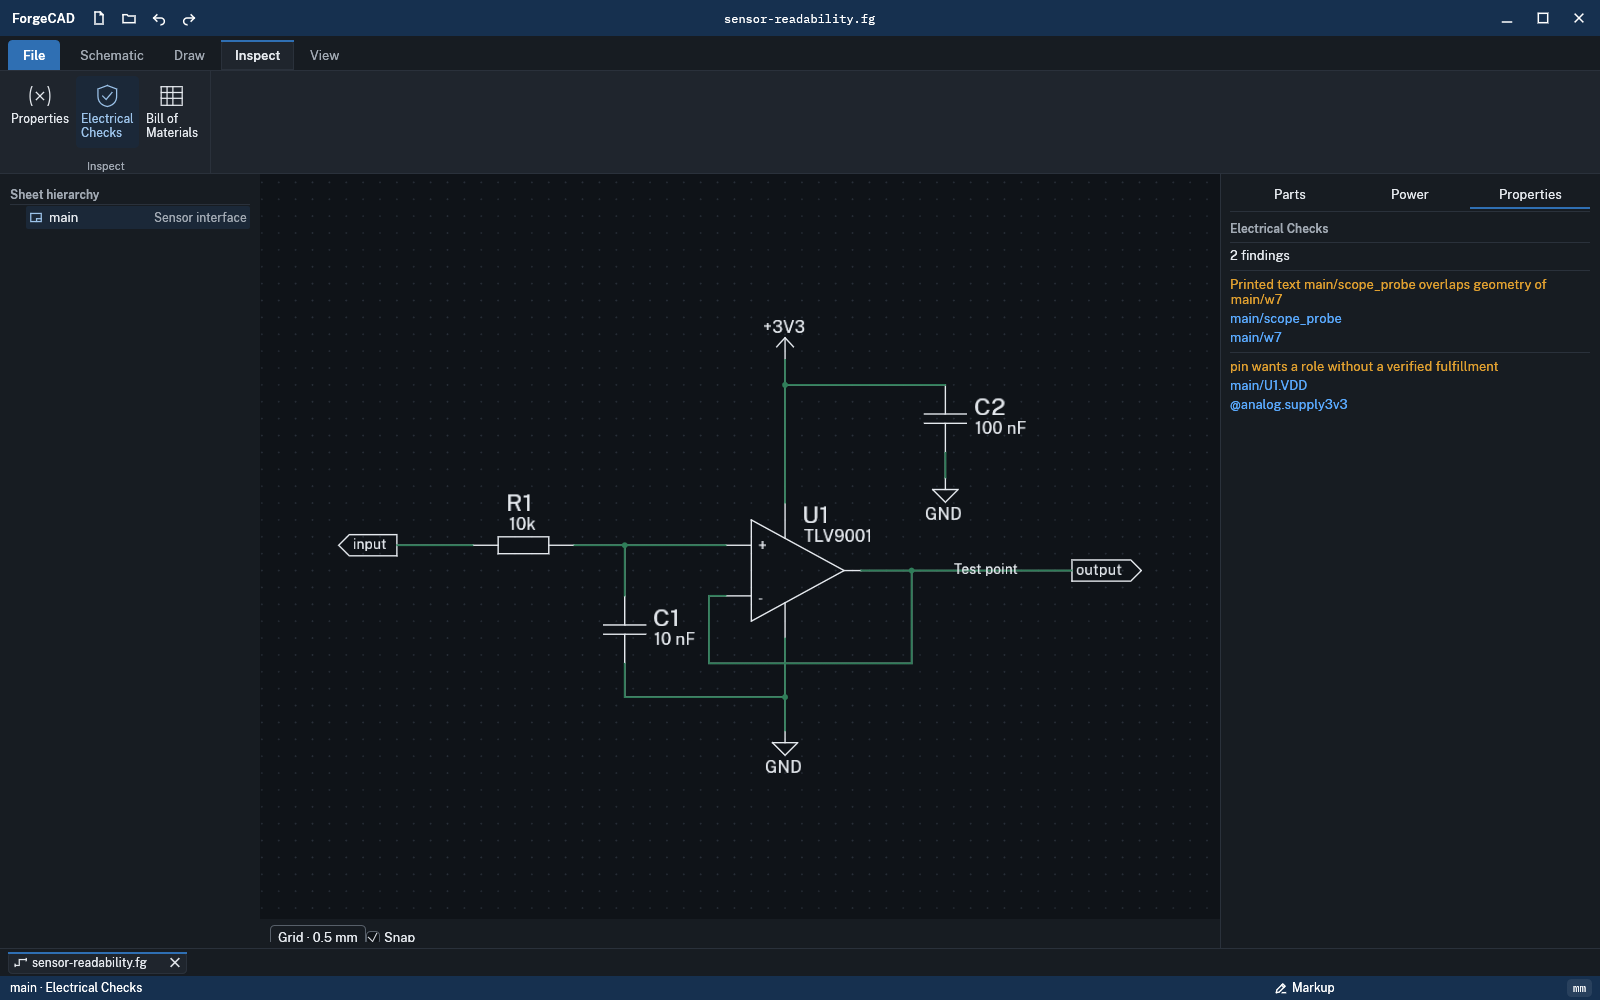 ForgeCAD
sensor-readability.fg
File Schematic Draw Inspect View
Properties
Electrical Checks
Bill of Materials
Inspect
Sheet hierarchy
main Sensor interface
+3V3
C2
100 nF
GND
R1
10k
input
U1
TLV9001
+
-
Test point
output
C1
10 nF
GND
Grid · 0.5 mm
Snap
Parts Power Properties
Electrical Checks
2 findings
Printed text main/scope_probe overlaps geometry of
main/w7
main/scope_probe
main/w7
pin wants a role without a verified fulfillment
main/U1.VDD
@analog.supply3v3
sensor-readability.fg
main · Electrical Checks
Markup
mm